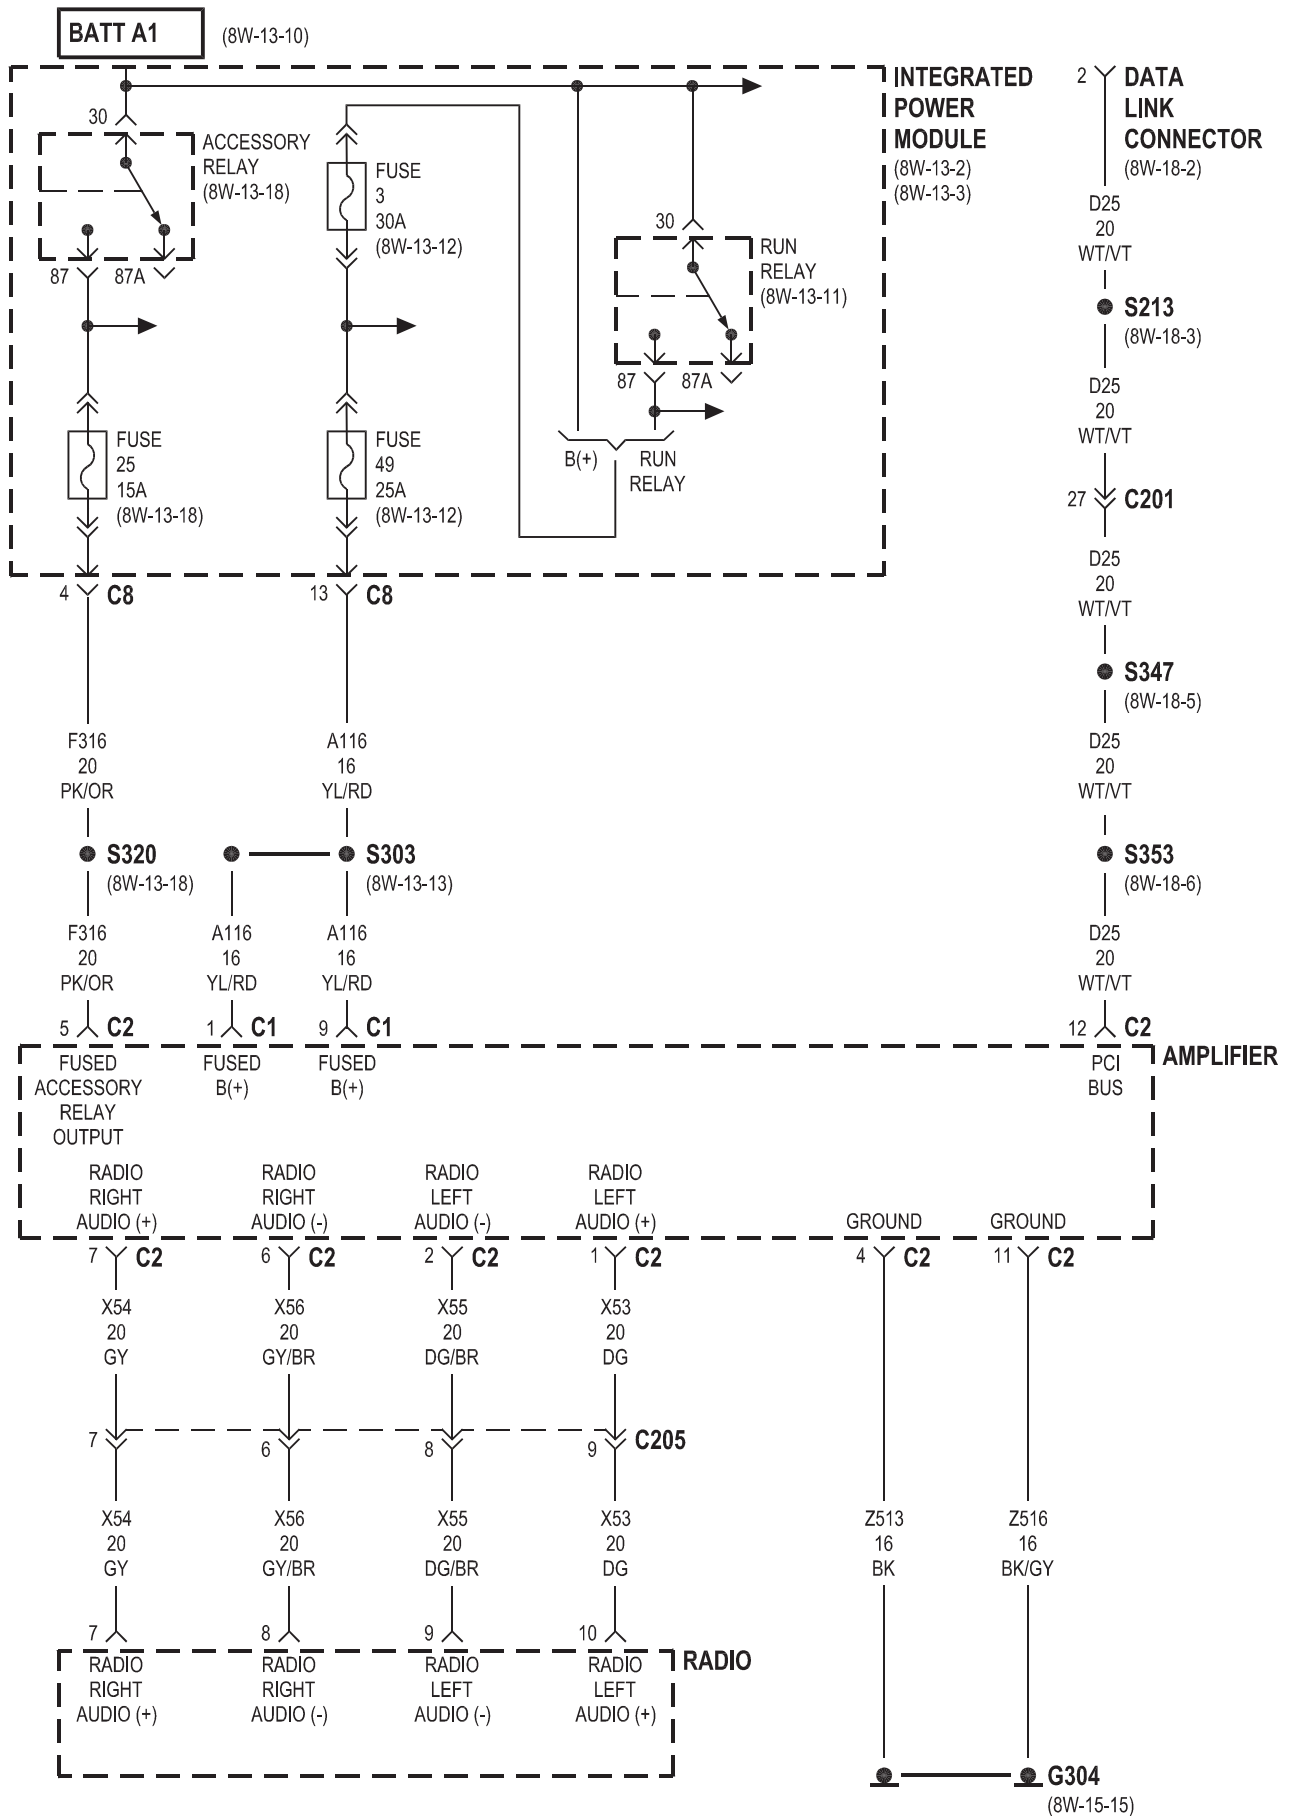 BATT A1 (8W-13-10)
INTEGRATED
POWER
MODULE
(8W-13-2)
(8W-13-3)
2 DATA
LINK
CONNECTOR
(8W-18-2)
30
ACCESSORY
RELAY
(8W-13-18)
87 87A
FUSE
3
30A
(8W-13-12)
30
RUN
RELAY
(8W-13-11)
87 87A
B(+) RUN
RELAY
FUSE
25
15A
(8W-13-18)
FUSE
49
25A
(8W-13-12)
4 C8
13 C8
D25
20
WT/VT
S213
(8W-18-3)
D25
20
WT/VT
27 C201
D25
20
WT/VT
S347
(8W-18-5)
D25
20
WT/VT
S353
(8W-18-6)
D25
20
WT/VT
12 C2
F316
20
PK/OR
S320
(8W-13-18)
F316
20
PK/OR
5 C2
A116
16
YL/RD
S303
(8W-13-13)
A116
16
YL/RD
1 C1
A116
16
YL/RD
9 C1
AMPLIFIER
FUSED
ACCESSORY
RELAY
OUTPUT
FUSED
B(+)
FUSED
B(+)
PCI
BUS
RADIO
RIGHT
AUDIO (+)
RADIO
RIGHT
AUDIO (-)
RADIO
LEFT
AUDIO (-)
RADIO
LEFT
AUDIO (+)
GROUND
GROUND
7 C2
6 C2
2 C2
1 C2
4 C2
11 C2
X54
20
GY
X56
20
GY/BR
X55
20
DG/BR
X53
20
DG
7
6
8
9 C205
X54
20
GY
X56
20
GY/BR
X55
20
DG/BR
X53
20
DG
Z513
16
BK
Z516
16
BK/GY
7
8
9
10
RADIO
RADIO
RIGHT
AUDIO (+)
RADIO
RIGHT
AUDIO (-)
RADIO
LEFT
AUDIO (-)
RADIO
LEFT
AUDIO (+)
G304
(8W-15-15)